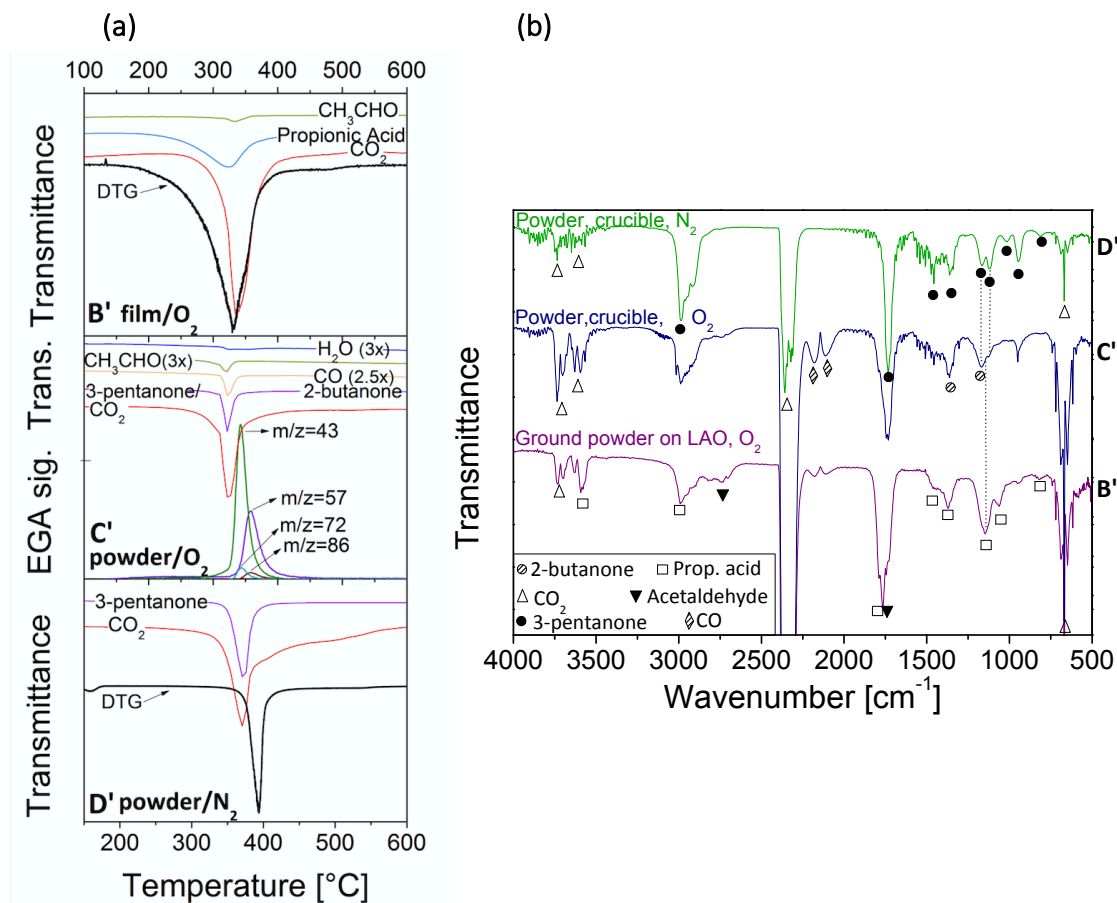 (a)
(b)
100 200 300 400 500 600
CH3CHO
Propionic Acid
CO2
DTG
B' film/O2
Transmittance
H2O (3x)
CH3CHO(3x)
CO (2.5x)
3-pentanone/ 2-butanone
CO2
Trans.
m/z=43
m/z=57
m/z=72
m/z=86
C'
powder/O2
EGA sig.
3-pentanone
CO2
DTG
D' powder/N2
Transmittance
200 300 400 500 600
Temperature [°C]
Powder, crucible, N2
D'
Powder,crucible, O2
C'
Ground powder on LAO, O2
B'
Transmittance
2-butanone
Prop. acid
CO2
Acetaldehyde
3-pentanone
CO
4000 3500 3000 2500 2000 1500 1000 500
Wavenumber [cm-1]